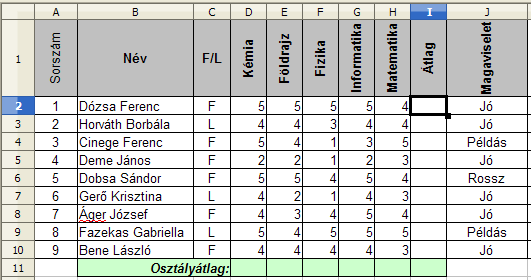 A B C D E F G H I J
1 Sorszám Név F/L Kémia Földrajz Fizika Informatika Matematika Átlag Magaviselet
2 1 Dózsa Ferenc F 5 5 5 5 4 Jó
3 2 Horváth Borbála L 4 4 3 4 4 Jó
4 3 Cinege Ferenc F 5 4 1 3 5 Példás
5 4 Deme János F 2 2 1 2 3 Jó
6 5 Dobsa Sándor F 5 5 4 5 4 Rossz
7 6 Gerő Krisztina L 4 2 1 4 3 Jó
8 7 Áger József F 4 3 4 5 4 Jó
9 8 Fazekas Gabriella L 5 4 5 5 5 Példás
10 9 Bene László F 4 4 4 4 3 Jó
11 Osztályátlag: